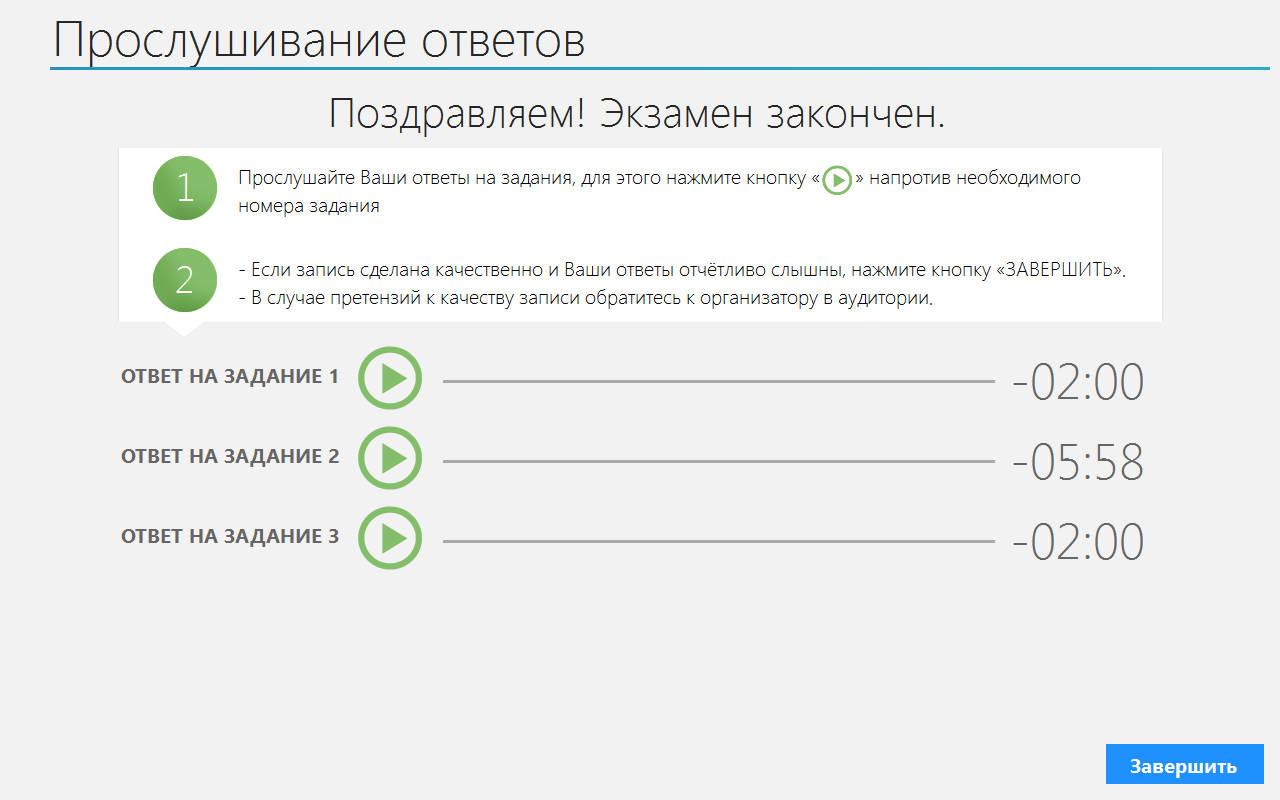 Прослушивание ответов
Поздравляем! Экзамен закончен.
1
Прослушайте Ваши ответы на задания, для этого нажмите кнопку «» напротив необходимого
номера задания
2
- Если запись сделана качественно и Ваши ответы отчётливо слышны, нажмите кнопку «ЗАВЕРШИТЬ».
- В случае претензий к качеству записи обратитесь к организатору в аудитории.
ОТВЕТ НА ЗАДАНИЕ 1 -02:00
ОТВЕТ НА ЗАДАНИЕ 2 -05:58
ОТВЕТ НА ЗАДАНИЕ 3 -02:00
Завершить